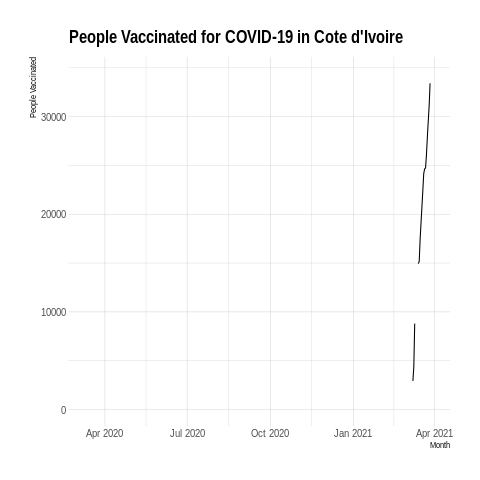 People Vaccinated for COVID-19 in Cote d'Ivoire
People Vaccinated
30000
20000
10000
0
Apr 2020 Jul 2020 Oct 2020 Jan 2021 Apr 2021
Month